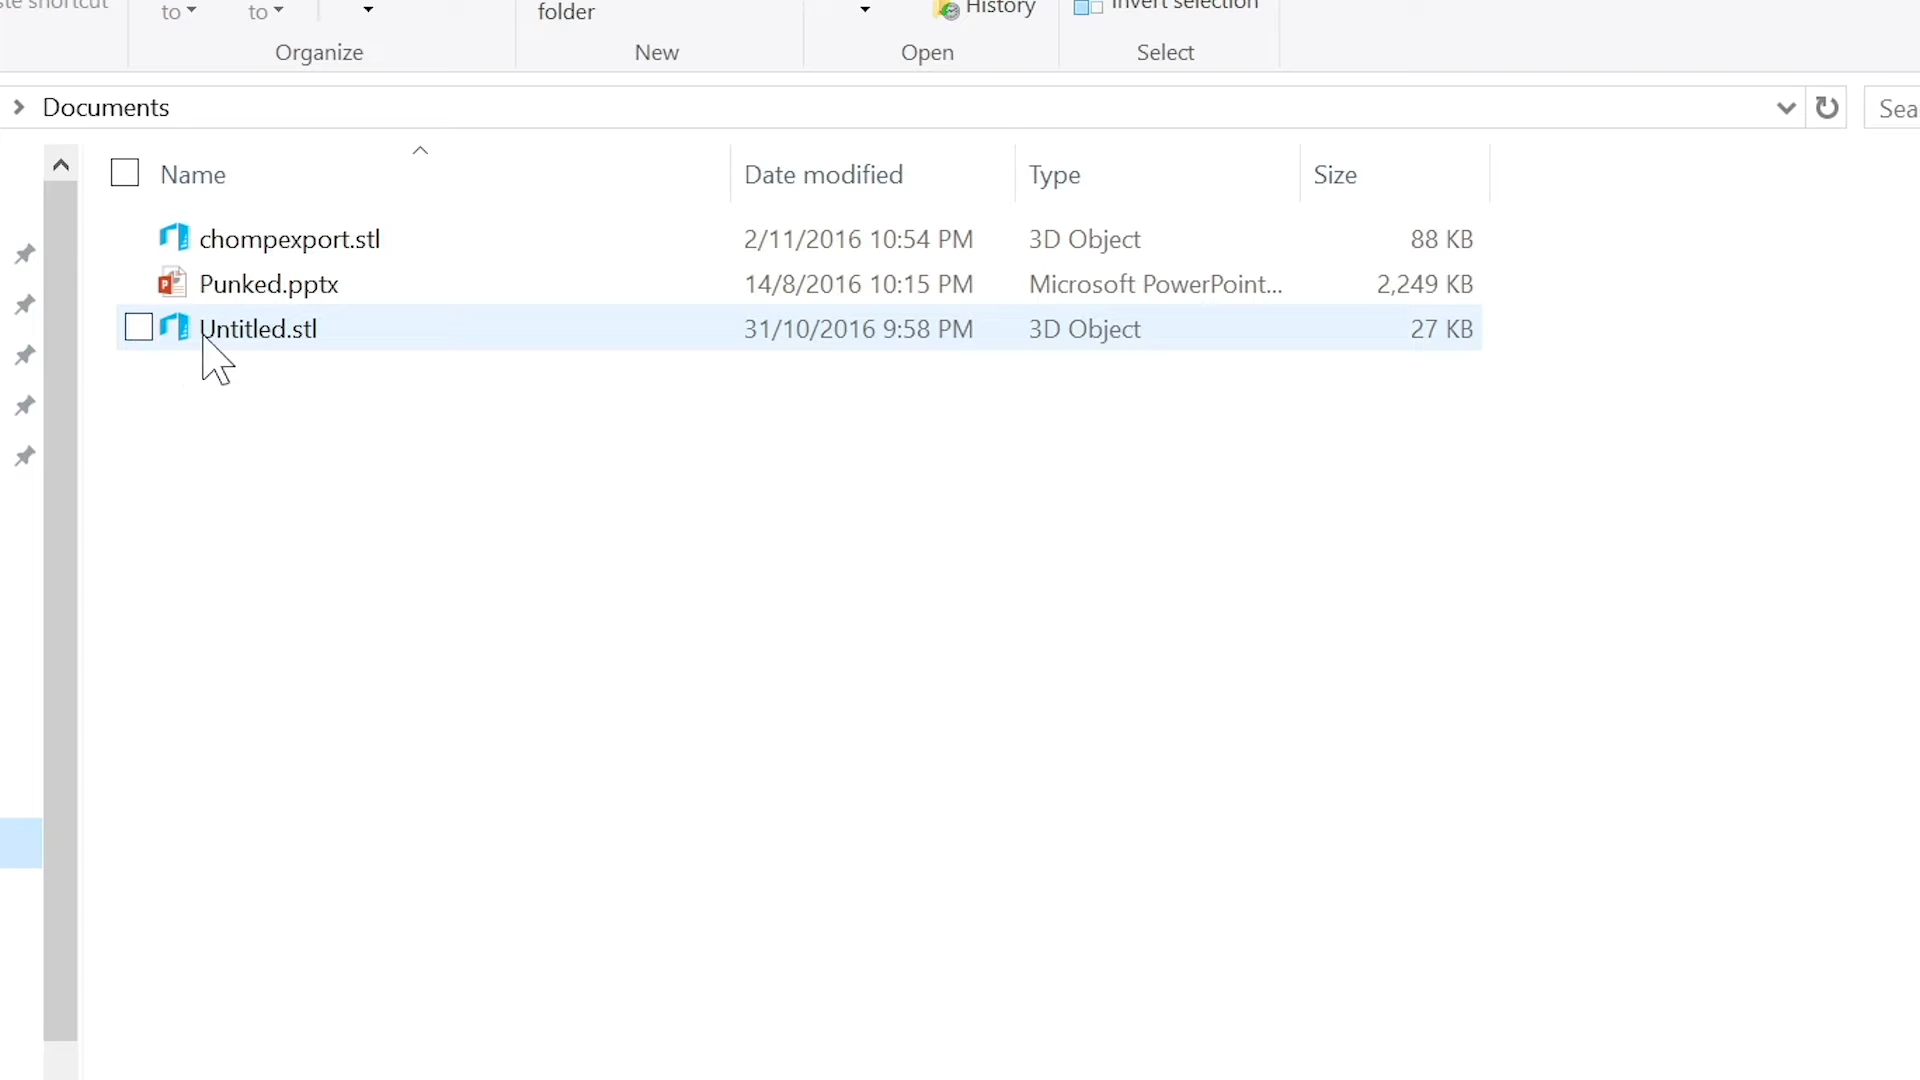 to to folder History
Organize New Open Select
Documents
Name Date modified Type Size
chompexport.stl 2/11/2016 10:54 PM 3D Object 88 KB
Punked.pptx 14/8/2016 10:15 PM Microsoft PowerPoint... 2,249 KB
Untitled.stl 31/10/2016 9:58 PM 3D Object 27 KB